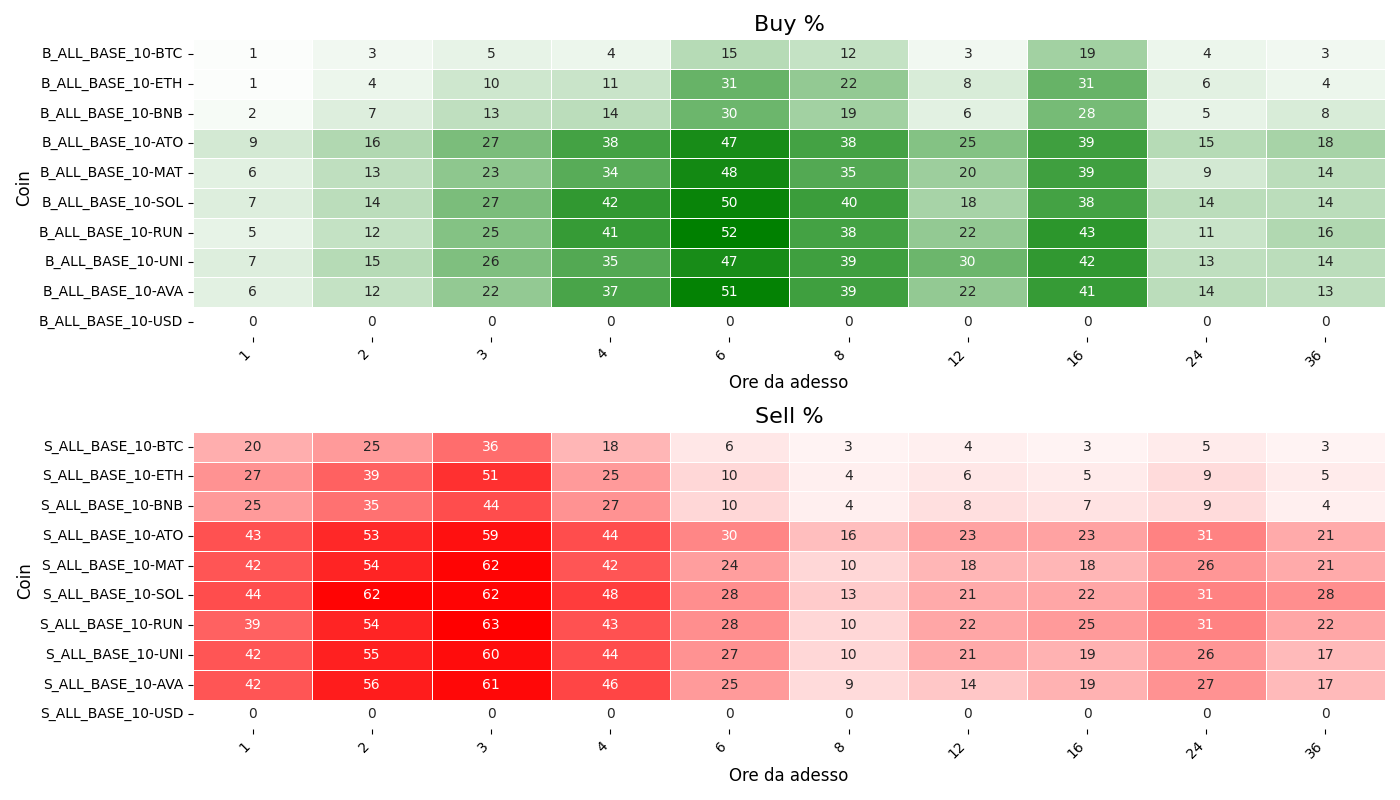 Buy %
Coin
B_ALL_BASE_10-BTC 1 3 5 4 15 12 3 19 4 3
B_ALL_BASE_10-ETH 1 4 10 11 31 22 8 31 6 4
B_ALL_BASE_10-BNB 2 7 13 14 30 19 6 28 5 8
B_ALL_BASE_10-ATO 9 16 27 38 47 38 25 39 15 18
B_ALL_BASE_10-MAT 6 13 23 34 48 35 20 39 9 14
B_ALL_BASE_10-SOL 7 14 27 42 50 40 18 38 14 14
B_ALL_BASE_10-RUN 5 12 25 41 52 38 22 43 11 16
B_ALL_BASE_10-UNI 7 15 26 35 47 39 30 42 13 14
B_ALL_BASE_10-AVA 6 12 22 37 51 39 22 41 14 13
B_ALL_BASE_10-USD 0 0 0 0 0 0 0 0 0 0
1 2 3 4 6 8 12 16 24 36
Ore da adesso
Sell %
Coin
S_ALL_BASE_10-BTC 20 25 36 18 6 3 4 3 5 3
S_ALL_BASE_10-ETH 27 39 51 25 10 4 6 5 9 5
S_ALL_BASE_10-BNB 25 35 44 27 10 4 8 7 9 4
S_ALL_BASE_10-ATO 43 53 59 44 30 16 23 23 31 21
S_ALL_BASE_10-MAT 42 54 62 42 24 10 18 18 26 21
S_ALL_BASE_10-SOL 44 62 62 48 28 13 21 22 31 28
S_ALL_BASE_10-RUN 39 54 63 43 28 10 22 25 31 22
S_ALL_BASE_10-UNI 42 55 60 44 27 10 21 19 26 17
S_ALL_BASE_10-AVA 42 56 61 46 25 9 14 19 27 17
S_ALL_BASE_10-USD 0 0 0 0 0 0 0 0 0 0
1 2 3 4 6 8 12 16 24 36
Ore da adesso